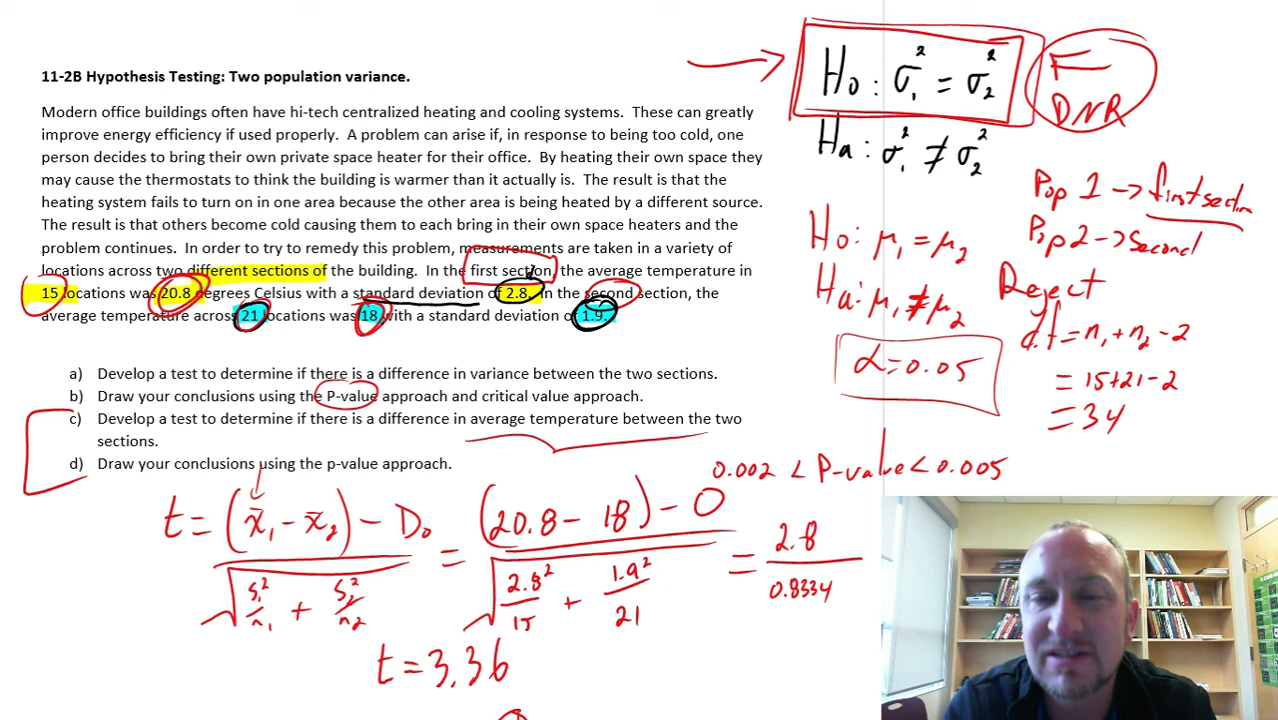 11-2B Hypothesis Testing: Two population variance.
Modern office buildings often have hi-tech centralized heating and cooling systems. These can greatly
improve energy efficiency if used properly. A problem can arise if, in response to being too cold, one
person decides to bring their own private space heater for their office. By heating their own space they
may cause the thermostats to think the building is warmer than it actually is. The result is that the
heating system fails to turn on in one area because the other area is being heated by a different source.
The result is that others become cold causing them to each bring in their own space heaters and the
problem continues. In order to try to remedy this problem, measurements are taken in a variety of
locations across two different sections of the building. In the first section, the average temperature in
15 locations was 20.8 degrees Celsius with a standard deviation of 2.8. In the second section, the
average temperature across 21 locations was 18 with a standard deviation of 1.9.
a) Develop a test to determine if there is a difference in variance between the two sections.
b) Draw your conclusions using the P-value approach and critical value approach.
c) Develop a test to determine if there is a difference in average temperature between the two
sections.
d) Draw your conclusions using the p-value approach.
Ho: σ₁² = σ₂²
F
DNR
Ha: σ₁² ≠ σ₂²
Pop 1 → first section
Pop 2 → Second
Ho: μ₁ = μ₂
Ha: μ₁ ≠ μ₂
Reject
α = 0.05
d.f = n₁ + n₂ - 2
= 15+21-2
= 34
0.002 < P-value < 0.005
t = (x̄₁ - x̄₂) - D₀ / √(s₁²/n₁ + s₂²/n₂) = (20.8 - 18) - 0 / √(2.8²/15 + 1.9²/21) = 2.8 / 0.8334
t = 3.36